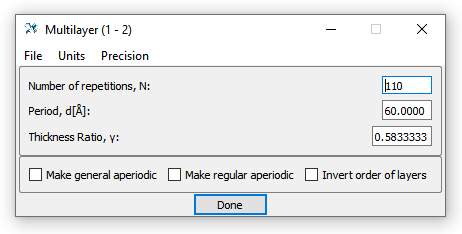 Multilayer (1 - 2)
File Units Precision
Number of repetitions, N: 110
Period, d[Å]: 60.0000
Thickness Ratio, γ: 0.5833333
Make general aperiodic Make regular aperiodic Invert order of layers
Done